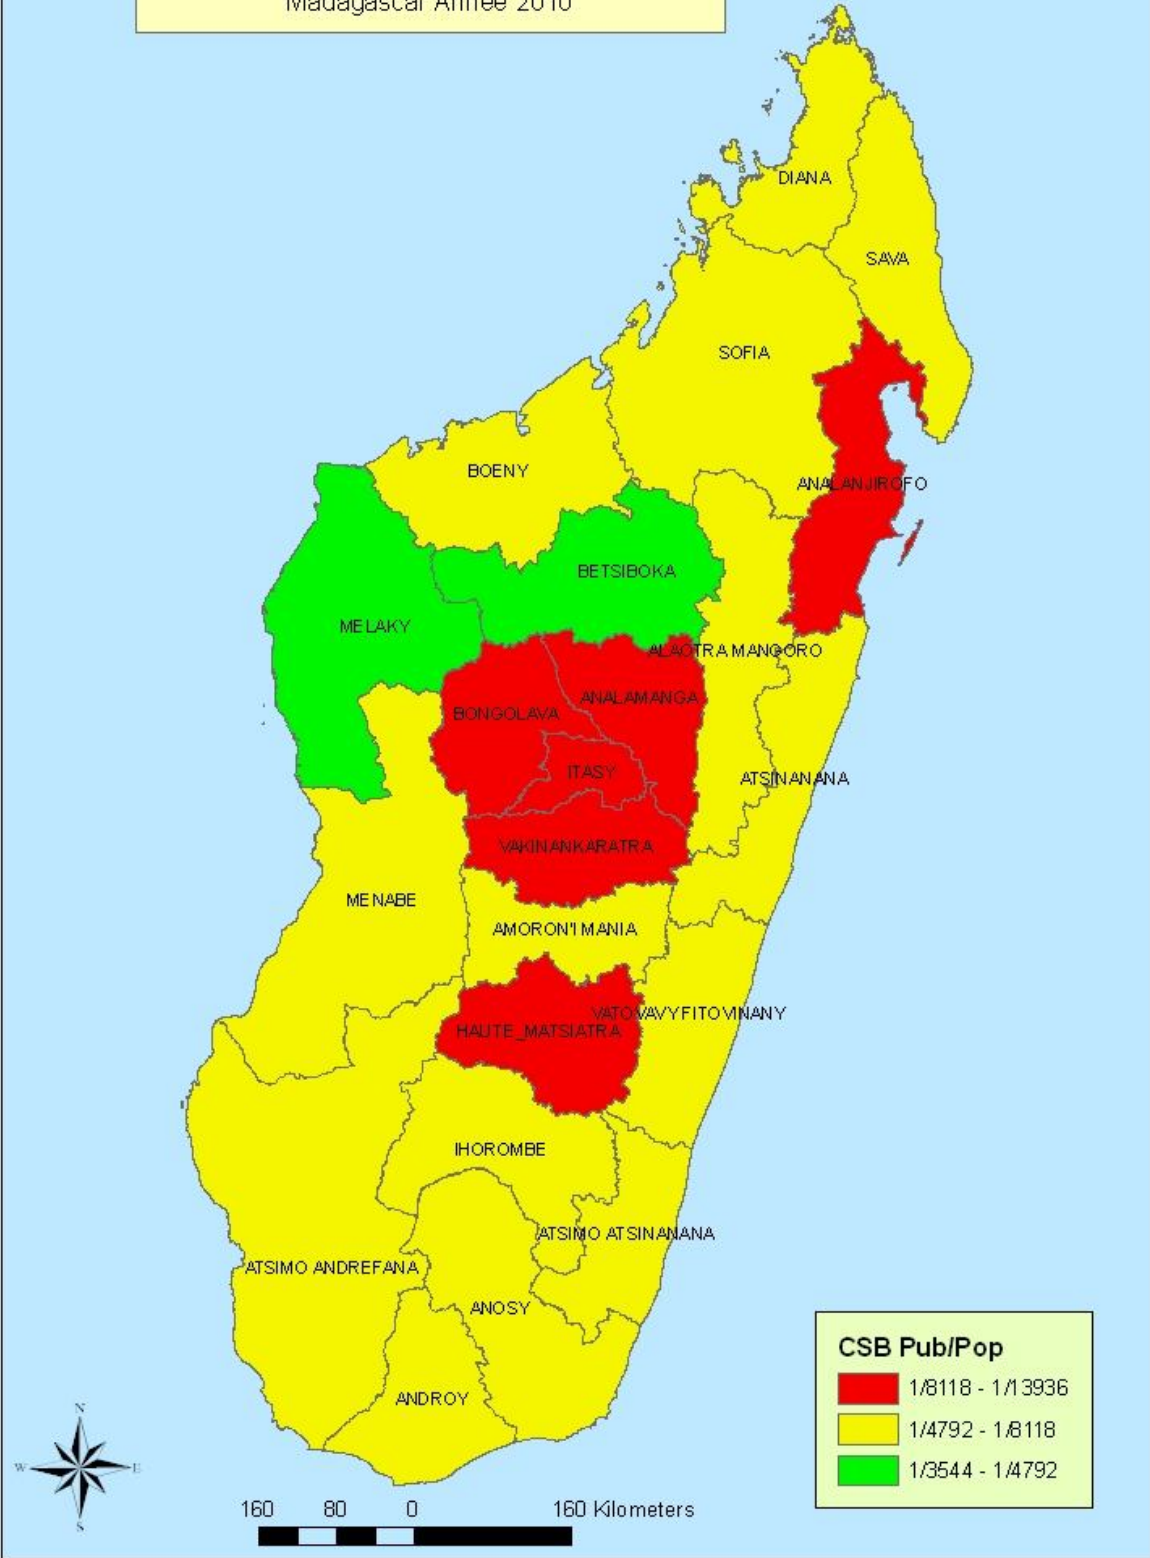 Madagascar Année 2010
DIANA
SAVA
SOFIA
BOENY
ANALANJIROFO
BETSIBOKA
MELAKY
ALAOTRA MANGORO
ANALAMANGA
BONGOLAVA
ITASY
ATSINANANA
VAKINANKARATRA
MENABE
AMORON'I MANIA
VATOVAVY FITOVINANY
HAUTE_MATSIATRA
IHOROMBE
ATSIMO ATSINANANA
ATSIMO ANDREFANA
ANOSY
ANDROY
CSB Pub/Pop
1/8118 - 1/13936
1/4792 - 1/8118
1/3544 - 1/4792
N
W E
S
160 80 0 160 Kilometers